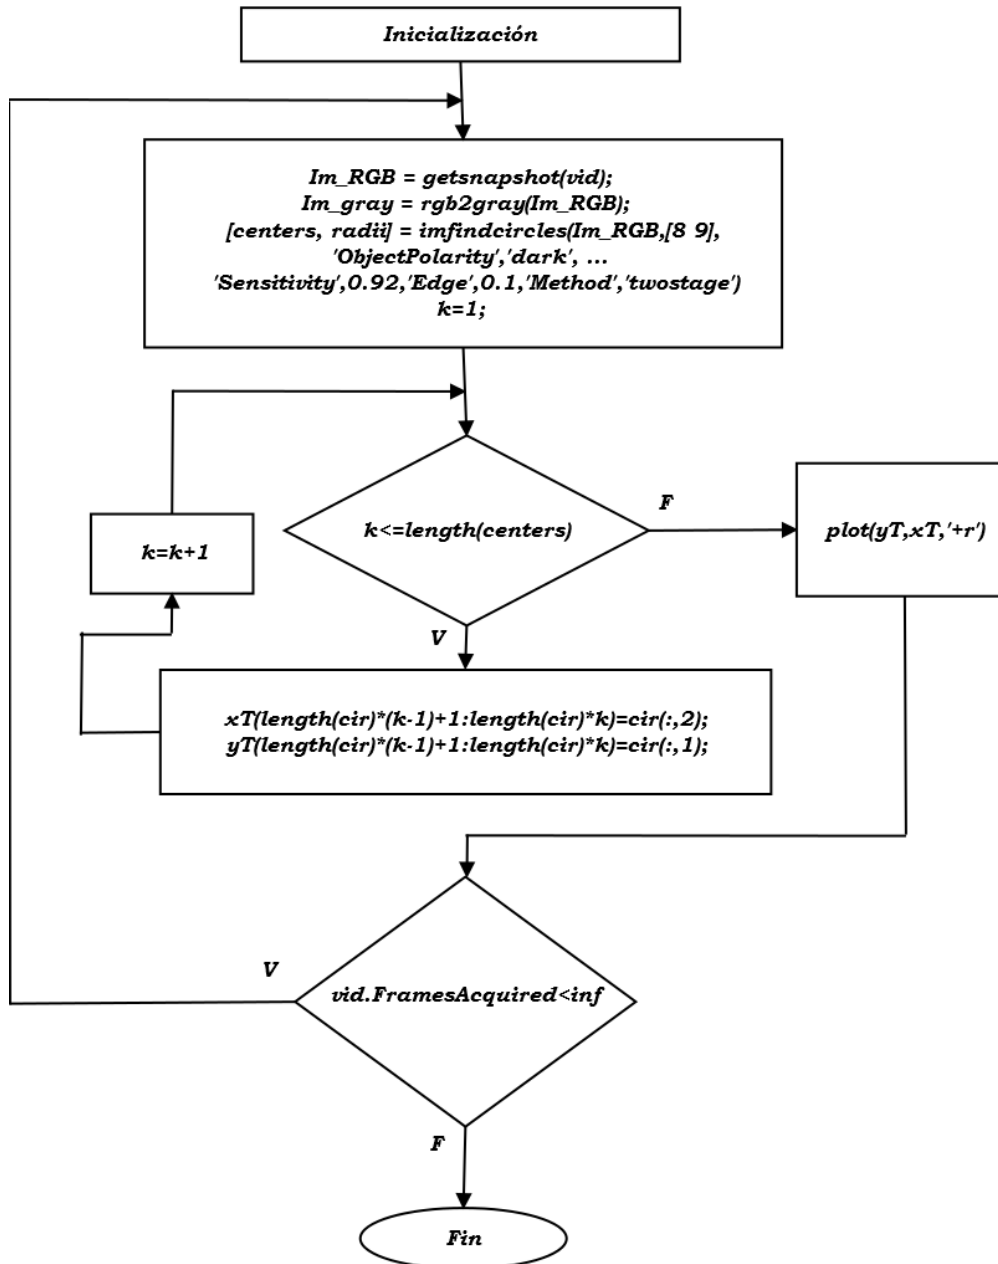 Inicialización
Im_RGB = getsnapshot(vid);
Im_gray = rgb2gray(Im_RGB);
[centers, radii] = imfindcircles(Im_RGB,[8 9],
'ObjectPolarity','dark', ...
'Sensitivity',0.92,'Edge',0.1,'Method','twostage')
k=1;
k<=length(centers)
F
plot(yT,xT,'+r')
k=k+1
V
xT(length(cir)*(k-1)+1:length(cir)*k)=cir(:,2);
yT(length(cir)*(k-1)+1:length(cir)*k)=cir(:,1);
V
vid.FramesAcquired<inf
F
Fin